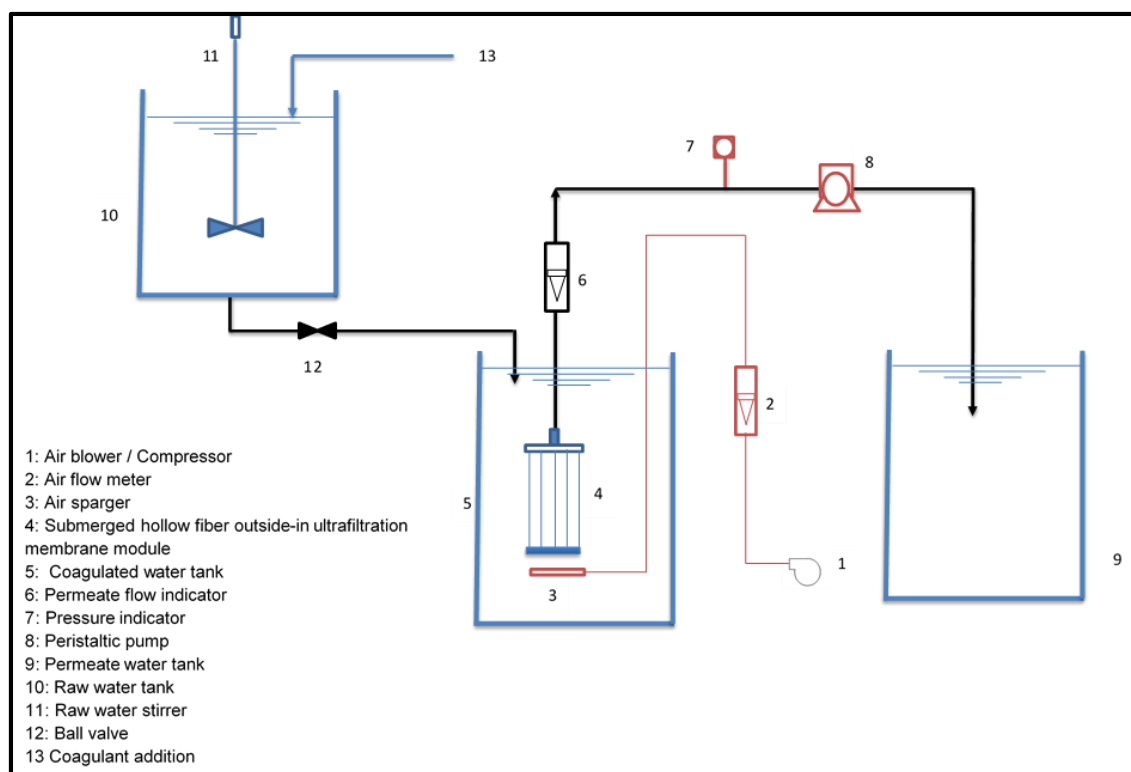 11
13
7
8
10
6
12
2
5
4
3
1
9
1: Air blower / Compressor
2: Air flow meter
3: Air sparger
4: Submerged hollow fiber outside-in ultrafiltration
membrane module
5:  Coagulated water tank
6: Permeate flow indicator
7: Pressure indicator
8: Peristaltic pump
9: Permeate water tank
10: Raw water tank
11: Raw water stirrer
12: Ball valve
13 Coagulant addition